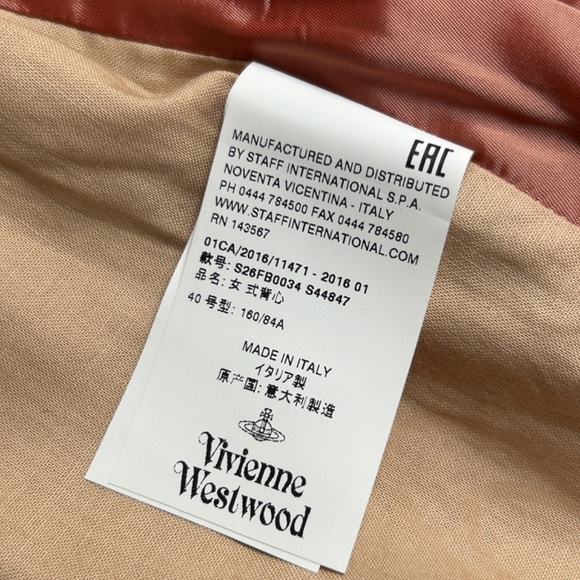 EAC
MANUFACTURED AND DISTRIBUTED
BY STAFF INTERNATIONAL S.P.A.
NOVENTA VICENTINA - ITALY
PH 0444 784500 FAX 0444 784580
WWW.STAFFINTERNATIONAL.COM
RN 143567
01CA/2016/11471 - 2016 01
款号: S26FB0034 S44847
品名: 女式背心
40 号型: 160/84A
MADE IN ITALY
イタリア製
原产国: 意大利製造
Vivienne
Westwood